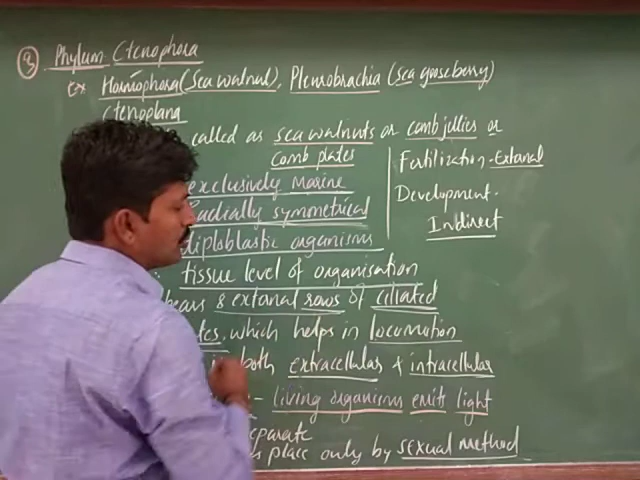 ③ Phylum Ctenophora
Ex Hormiphora (Sea walnut), Pleurobrachia (sea gooseberry)
Ctenoplana
called as sea walnuts or comb jellies or
Comb plates
exclusively Marine
Radially symmetrical
diploblastic organisms
tissue level of organisation
bears 8 extanal rows of ciliated
which helps in locomotion
both extracellular & intracellular
- living organisms emit light
separate
place only by sexual method
Fertilization - Extanal
Development -
Indirect